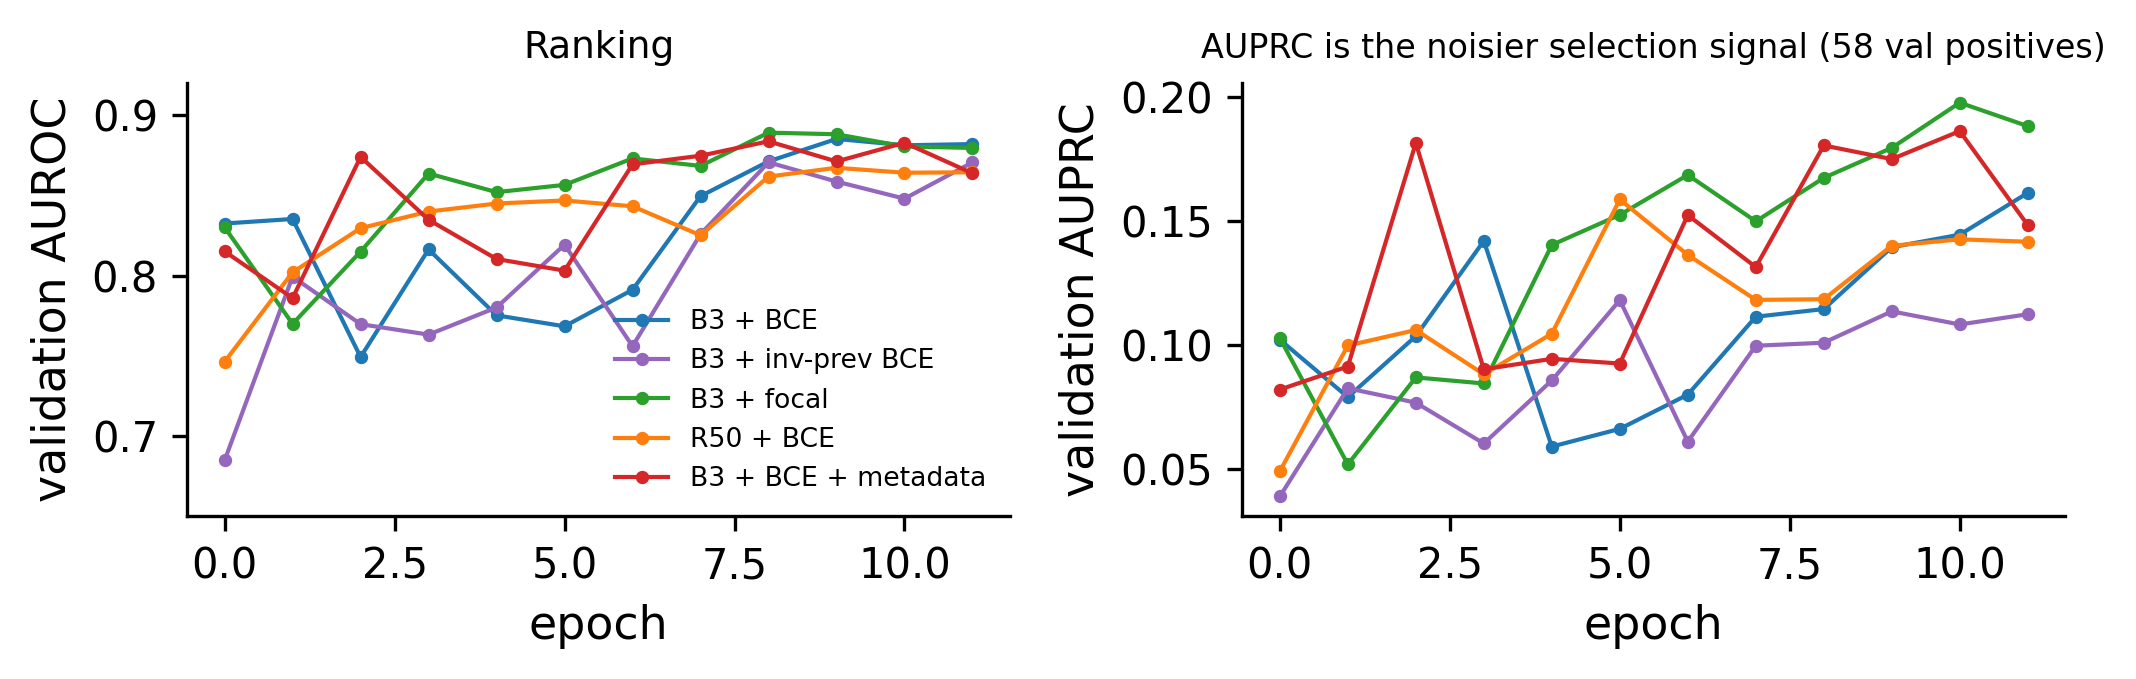 Ranking
validation AUROC
0.9
0.8
0.7
B3 + BCE
B3 + inv-prev BCE
B3 + focal
R50 + BCE
B3 + BCE + metadata
0.0 2.5 5.0 7.5 10.0
epoch
AUPRC is the noisier selection signal (58 val positives)
validation AUPRC
0.20
0.15
0.10
0.05
0.0 2.5 5.0 7.5 10.0
epoch